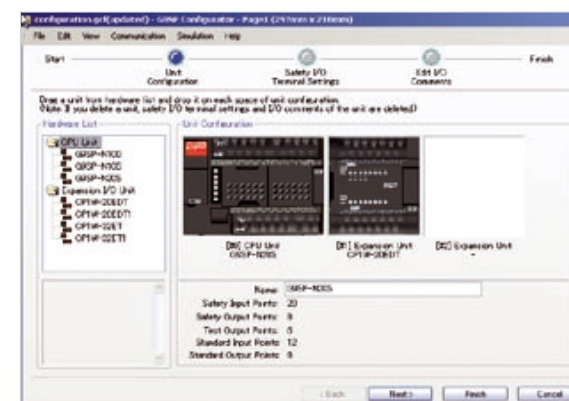 configuration.grf(updated) - G9SP Configurator - Page1 (297mm x 210mm)
File Edit View Communication Simulation Help
Start
Unit Configuration
Safety I/O Terminal Settings
Edit I/O Comments
Finish
Drag a unit from hardware list and drop it on each space of unit configuration.
(Note: If you delete a unit, safety I/O terminal settings and I/O comments of the unit are deleted)
Hardware List
CPU Unit
G9SP-N10S
G9SP-N10D
G9SP-N20S
Expansion I/O Unit
CP1W-20EDT
CP1W-20EDT1
CP1W-32ET
CP1W-32ET1
Unit Configuration
[#0] CPU Unit
G9SP-N20S
[#1] Expansion Unit
CP1W-20EDT
[#2] Expansion Unit
-
Name: G9SP-N20S
Safety Input Points: 20
Safety Output Points: 8
Test Output Points: 6
Standard Input Points: 12
Standard Output Points: 8
< Back
Next >
Finish
Cancel